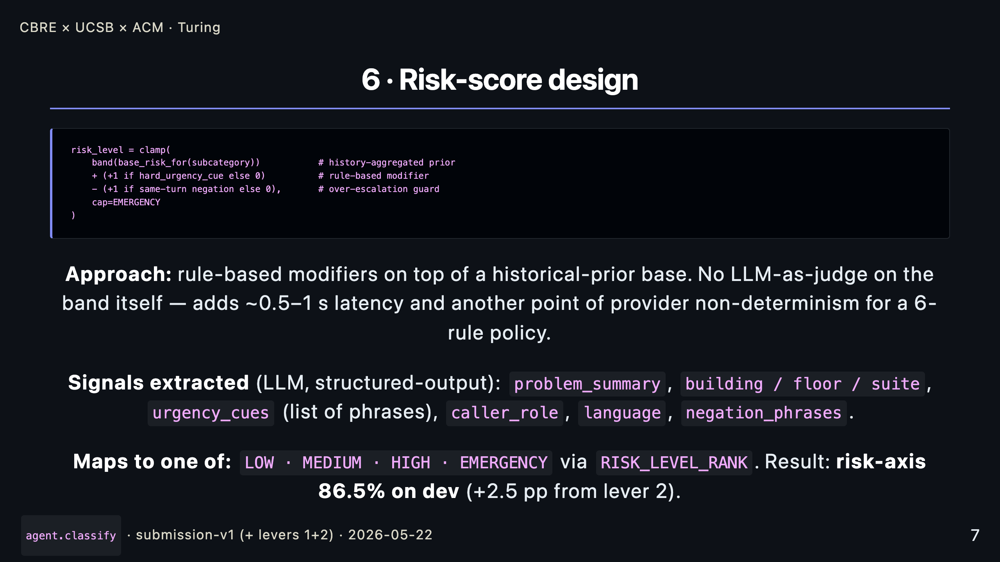 CBRE × UCSB × ACM · Turing
6 · Risk-score design
risk_level = clamp(
    band(base_risk_for(subcategory))           # history-aggregated prior
    + (+1 if hard_urgency_cue else 0)          # rule-based modifier
    − (+1 if same-turn negation else 0),       # over-escalation guard
    cap=EMERGENCY
)
Approach: rule-based modifiers on top of a historical-prior base. No LLM-as-judge on the
band itself — adds ~0.5–1 s latency and another point of provider non-determinism for a 6-
rule policy.
Signals extracted (LLM, structured-output): problem_summary, building / floor / suite,
urgency_cues (list of phrases), caller_role, language, negation_phrases.
Maps to one of: LOW · MEDIUM · HIGH · EMERGENCY via RISK_LEVEL_RANK. Result: risk-axis
86.5% on dev (+2.5 pp from lever 2).
agent.classify · submission-v1 (+ levers 1+2) · 2026-05-22
7